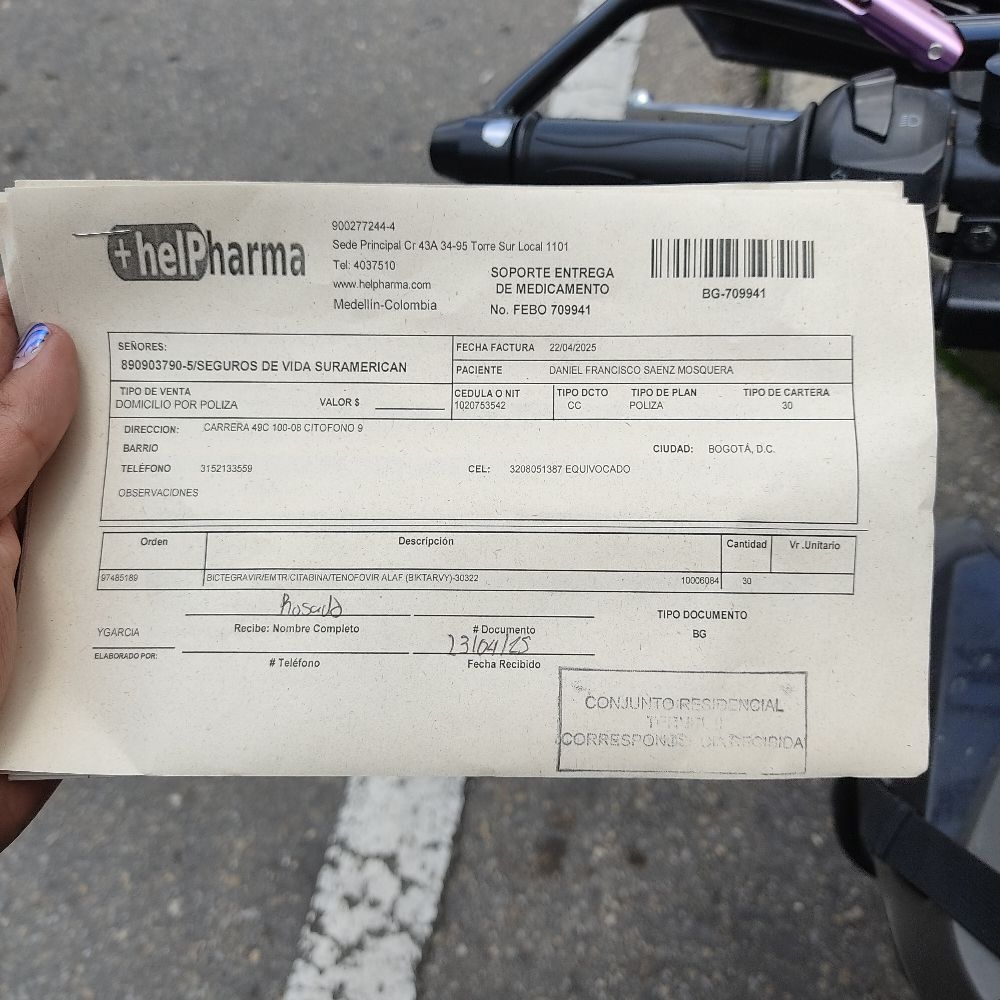 +helPharma
900277244-4
Sede Principal Cr 43A 34-95 Torre Sur Local 1101
Tel: 4037510
www.helpharma.com
Medellín-Colombia
SOPORTE ENTREGA
DE MEDICAMENTO
No. FEBO 709941
BG-709941
SEÑORES:
890903790-5/SEGUROS DE VIDA SURAMERICAN
FECHA FACTURA 22/04/2025
PACIENTE DANIEL FRANCISCO SAENZ MOSQUERA
TIPO DE VENTA
DOMICILIO POR POLIZA VALOR $
CEDULA O NIT TIPO DCTO TIPO DE PLAN TIPO DE CARTERA
1020753542 CC POLIZA 30
DIRECCION: CARRERA 49C 100-08 CITOFONO 9
BARRIO CIUDAD: BOGOTÁ, D.C.
TELÉFONO 3152133559 CEL: 3208051387 EQUIVOCADO
OBSERVACIONES
Orden Descripción Cantidad Vr .Unitario
97485189 BICTEGRAVIR/EMTR/CITABINA/TENOFOVIR ALAF (BIKTARVY)-30322 10006084 30
Rosado
Recibe: Nombre Completo # Documento
TIPO DOCUMENTO
BG
YGARCIA
ELABORADO POR:
23/04/25
# Teléfono Fecha Recibido
CONJUNTO RESIDENCIAL